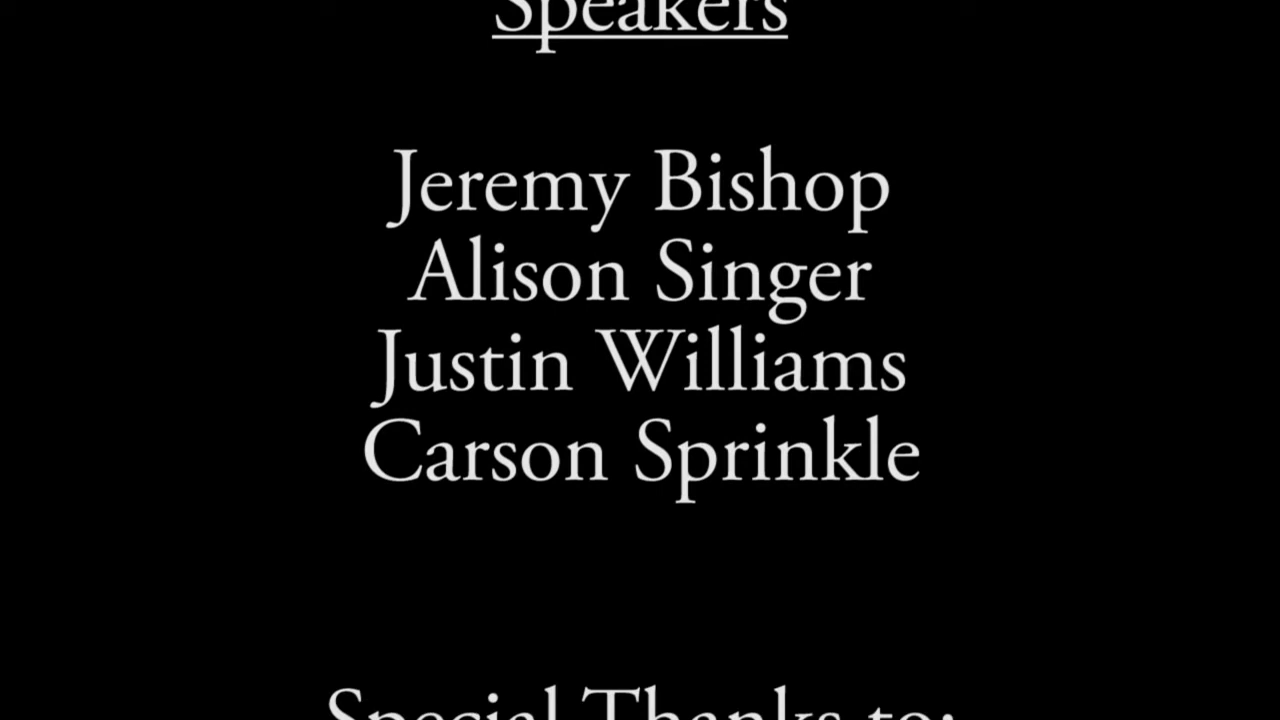 Speakers
Jeremy Bishop
Alison Singer
Justin Williams
Carson Sprinkle
Special Thanks to: